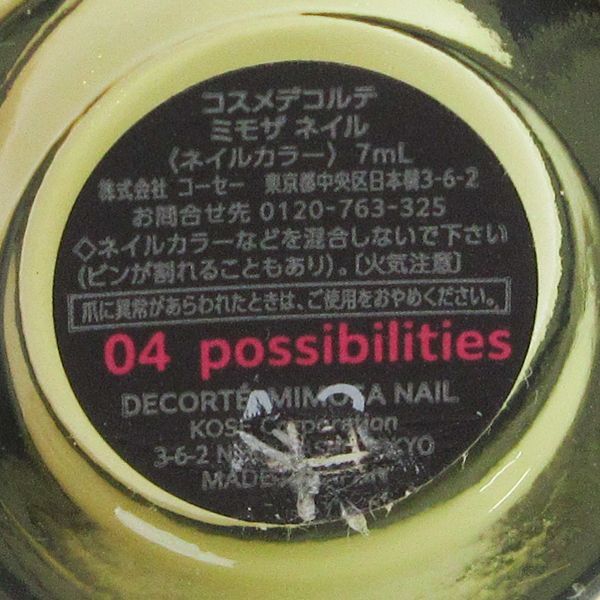 コスメデコルテ
ミモザ ネイル
〈ネイルカラー〉 7mL
株式会社 コーセー 東京都中央区日本橋3-6-2
お問合せ先 0120-763-325
◇ネイルカラーなどを混合しないで下さい
(ビンが割れることもあり)。〔火気注意〕
爪に異常があらわれたときは、ご使用をおやめください。
04 possibilities
DECORTÉ MIMOSA NAIL
KOSÉ Corporation
3-6-2
MADE